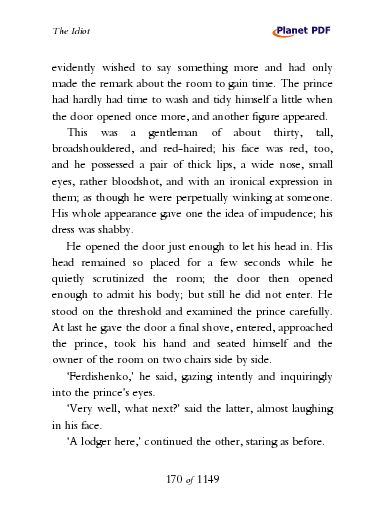 The Idiot
Planet PDF
evidently wished to say something more and had only
made the remark about the room to gain time. The prince
had hardly had time to wash and tidy himself a little when
the door opened once more, and another figure appeared.
This was a gentleman of about thirty, tall,
broadshouldered, and red-haired; his face was red, too,
and he possessed a pair of thick lips, a wide nose, small
eyes, rather bloodshot, and with an ironical expression in
them; as though he were perpetually winking at someone.
His whole appearance gave one the idea of impudence; his
dress was shabby.
He opened the door just enough to let his head in. His
head remained so placed for a few seconds while he
quietly scrutinized the room; the door then opened
enough to admit his body; but still he did not enter. He
stood on the threshold and examined the prince carefully.
At last he gave the door a final shove, entered, approached
the prince, took his hand and seated himself and the
owner of the room on two chairs side by side.
'Ferdishenko,' he said, gazing intently and inquiringly
into the prince's eyes.
'Very well, what next?' said the latter, almost laughing
in his face.
'A lodger here,' continued the other, staring as before.
170 of 1149